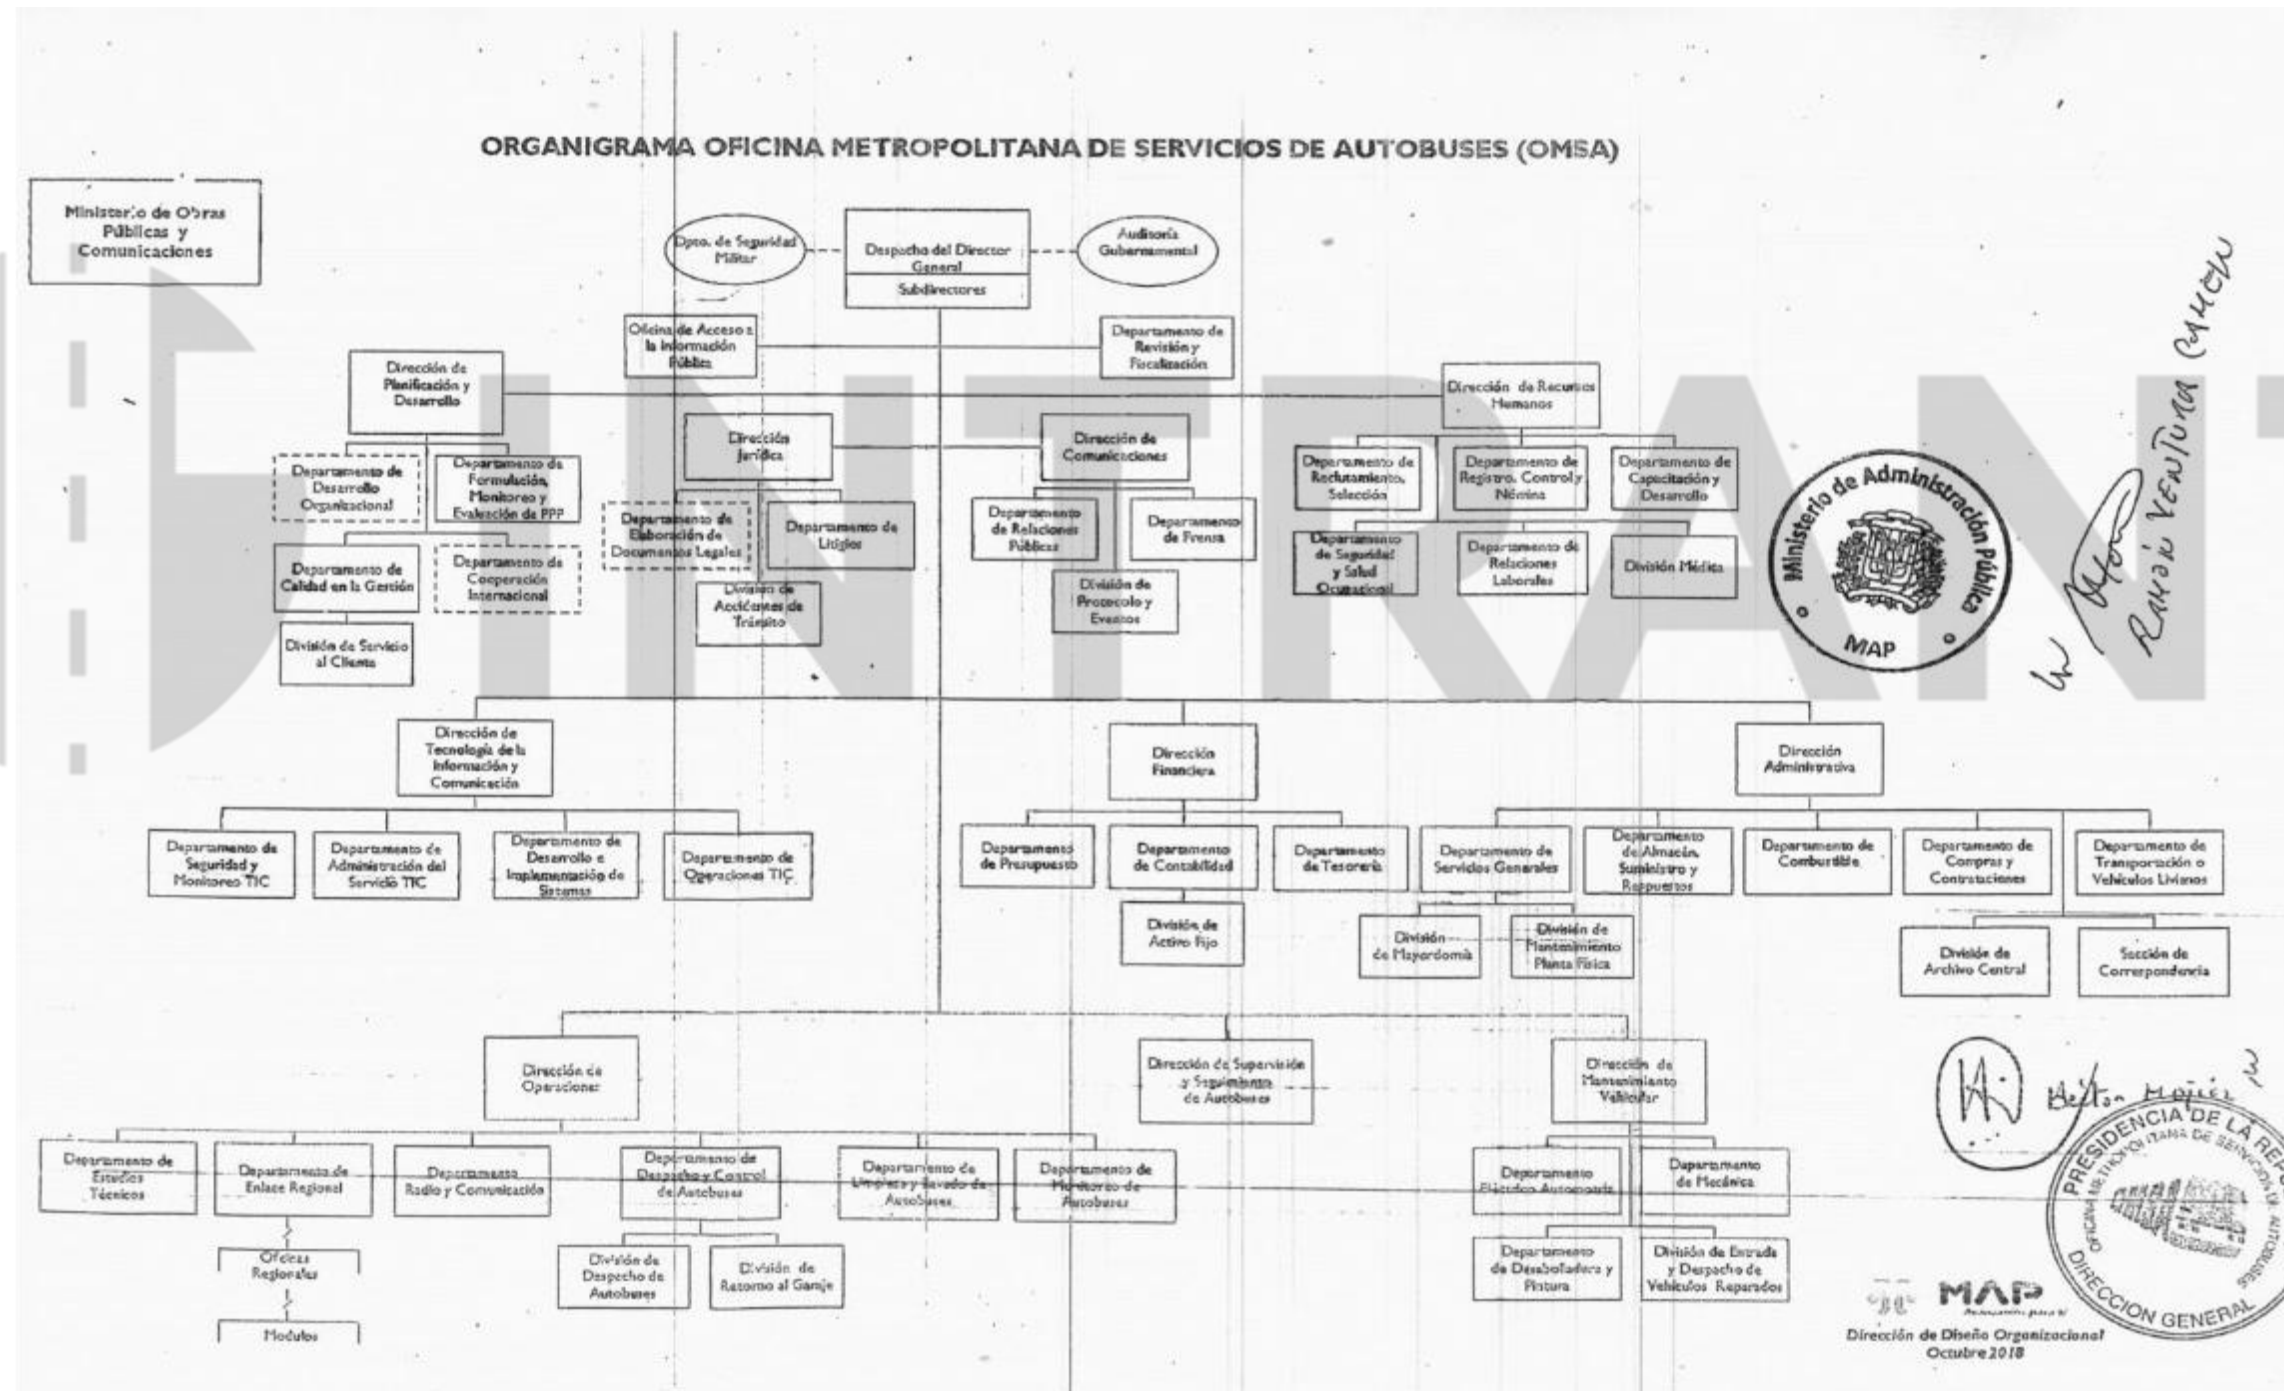 ORGANIGRAMA OFICINA METROPOLITANA DE SERVICIOS DE AUTOBUSES (OMSA)
Ministerio de Obras
Públicas y
Comunicaciones
Dpto. de Seguridad
Militar
Despacho del Director
General
Subdirectores
Auditoría
Gubernamental
Oficina de Acceso a
la Información
Pública
Departamento de
Revisión y
Fiscalización
Dirección de
Planificación y
Desarrollo
Dirección de Recursos
Humanos
Dirección
Jurídica
Dirección de
Comunicaciones
Departamento de
Desarrollo
Organizacional
Departamento de
Formulación,
Monitoreo y
Evaluación de PPP
Departamento de
Elaboración de
Documentos Legales
Departamento de
Litigios
Departamento
de Relaciones
Públicas
Departamento
de Prensa
Departamento de
Reclutamiento,
Selección
Departamento de
Registro, Control y
Nómina
Departamento de
Capacitación y
Desarrollo
Departamento de
Calidad en la Gestión
Departamento de
Cooperación
Internacional
División de
Accidentes de
Tránsito
División de
Protocolo y
Eventos
Departamento
de Seguridad
y Salud
Ocupacional
Departamento de
Relaciones
Laborales
División Médica
División de Servicio
al Cliente
Ministerio de Administración Pública
MAP
RAMÓN VENTURA CAMEJO
INTRANT
Dirección de
Tecnología de la
Información y
Comunicación
Dirección
Financiera
Dirección
Administrativa
Departamento de
Seguridad y
Monitoreo TIC
Departamento de
Administración del
Servicio TIC
Departamento de
Desarrollo e
Implementación de
Sistemas
Departamento de
Operaciones TIC
Departamento
de Presupuesto
Departamento
de Contabilidad
Departamento
de Tesorería
Departamento de
Servicios Generales
Departamento
de Almacén,
Suministro y
Repuestos
Departamento de
Combustible
Departamento de
Compras y
Contrataciones
Departamento de
Transportación o
Vehículos Livianos
División de
Activo Fijo
División
de Mayordomía
División de
Mantenimiento
Planta Física
División de
Archivo Central
Sección de
Correrpondencia
Dirección de
Operaciones
Dirección de Supervisión
y Seguimiento
de Autobuses
Dirección de
Mantenimiento
Vehicular
Departamento de
Estudios
Técnicos
Departamento de
Enlace Regional
Departamento
Radio y Comunicación
Departamento de
Despacho y Control
de Autobuses
Departamento de
Limpieza y Lavado de
Autobuses
Departamento de
Monitoreo de
Autobuses
Departamento
Eléctrico Automotriz
Departamento
de Mecánica
Oficinas
Regionales
División de
Despacho de
Autobuses
División de
Retorno al Garaje
Departamento
de Desabolladura y
Pintura
División de Entrada
y Despacho de
Vehículos Reparados
Modulos
PRESIDENCIA DE LA REPU
OFICINA METROPOLITANA DE SERVICIOS DE AUTOBUSES
DIRECCION GENERAL
MAP
Dirección de Diseño Organizacional
Octubre 2018